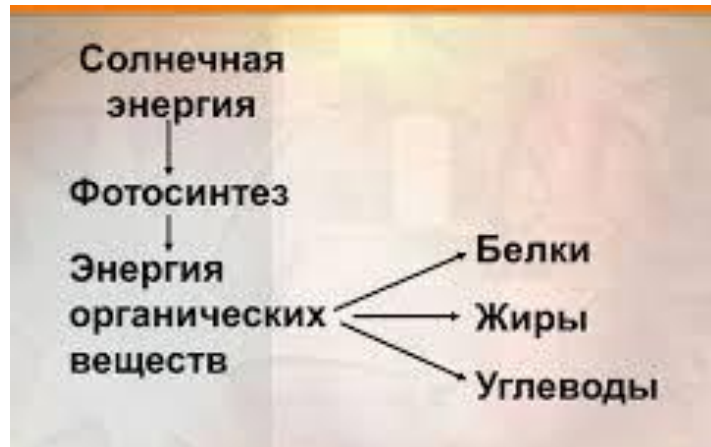 Солнечная
энергия
Фотосинтез
Энергия
органических
веществ
Белки
Жиры
Углеводы